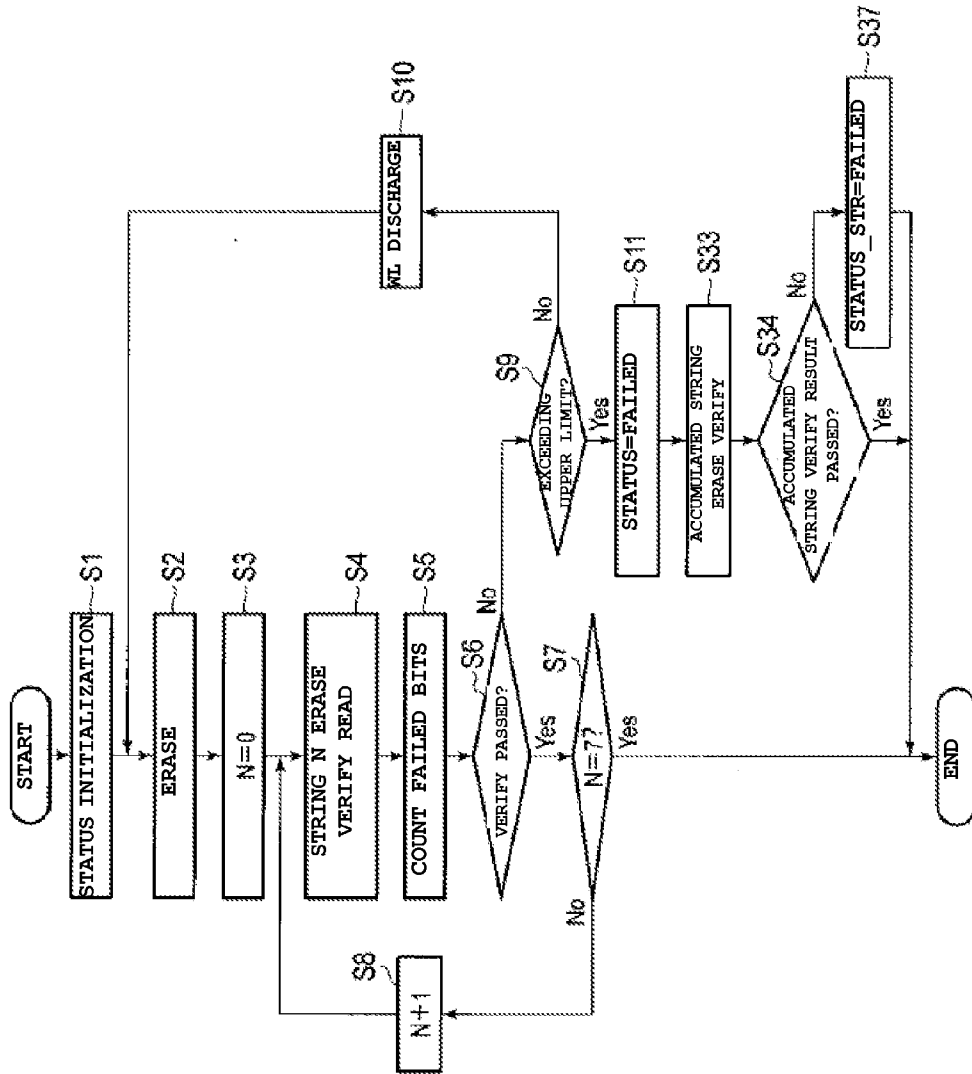 START
STATUS INITIALIZATION
S1
ERASE
S2
N=0
S3
STRING N ERASE
VERIFY READ
S4
COUNT FAILED BITS
S5
VERIFY PASSED?
S6
No
Yes
N=7?
S7
No
Yes
N+1
S8
EXCEEDING
UPPER LIMIT?
S9
No
Yes
WL DISCHARGE
S10
STATUS=FAILED
S11
ACCUMULATED STRING
ERASE VERIFY
S33
ACCUMULATED
STRING VERIFY RESULT
PASSED?
S34
No
Yes
STATUS_STR=FAILED
S37
END